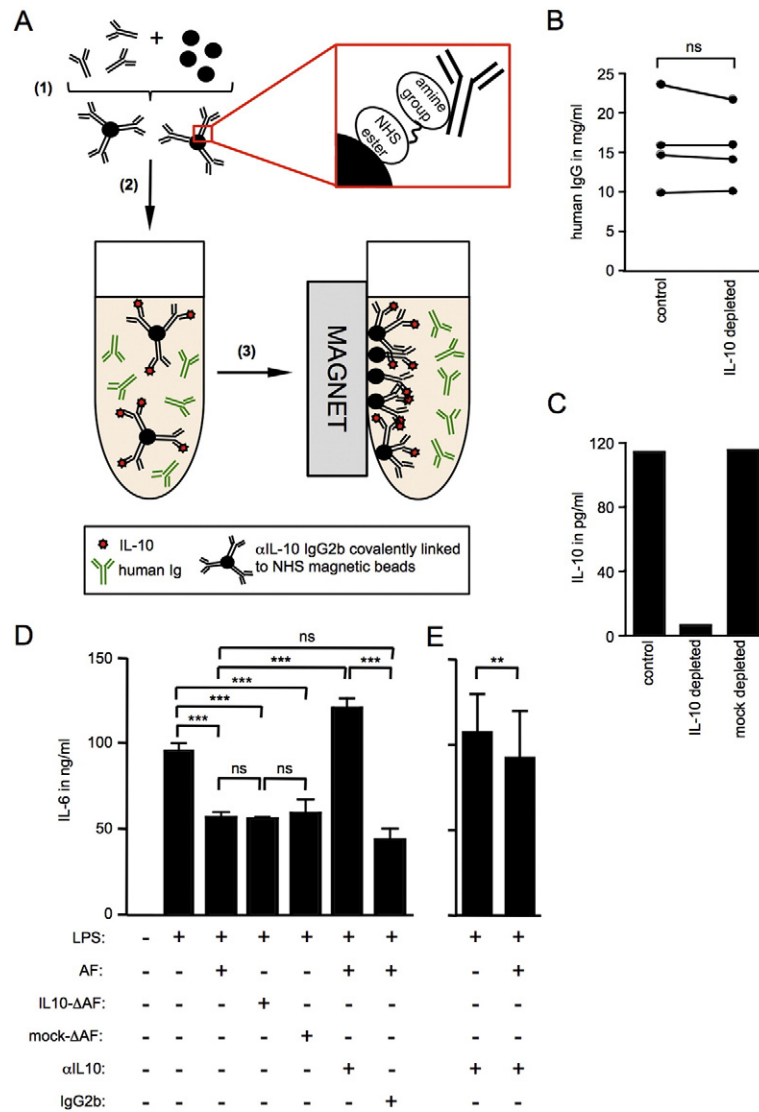 A
+
(1)
NHS
ester
amine
group
(2)
(3)
MAGNET
IL-10
human Ig
αIL-10 IgG2b covalently linked
to NHS magnetic beads
B
ns
25
20
15
10
5
0
human IgG in mg/ml
control
IL-10 depleted
C
120
80
40
0
IL-10 in pg/ml
control
IL-10 depleted
mock depleted
D
ns
*** ***
***
***
***
ns ns
150
100
50
0
IL-6 in ng/ml
E
**
LPS: - + + + + + + + +
AF: - - + - - + + - +
IL10-ΔAF: - - - + - - - - -
mock-ΔAF: - - - - + - - - -
αIL10: - - - - - + - + +
IgG2b: - - - - - - + - -